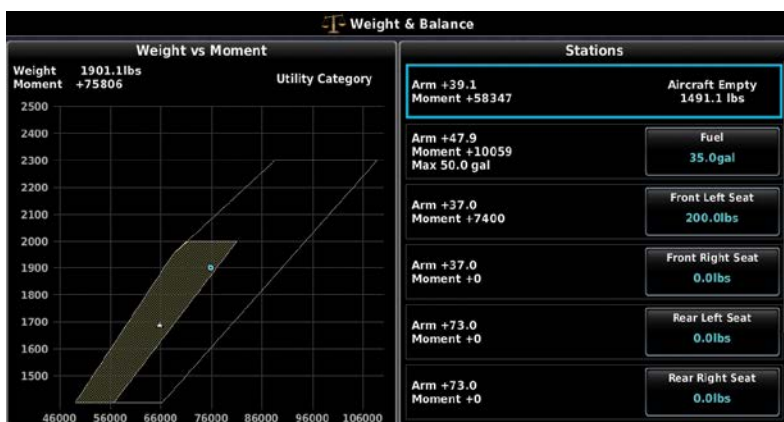 Weight & Balance
Weight vs Moment
Weight 1901.1lbs
Moment +75806
Utility Category
2500
2400
2300
2200
2100
2000
1900
1800
1700
1600
1500
46000 56000 66000 76000 86000 96000 106000
Stations
Arm +39.1
Moment +58347
Aircraft Empty
1491.1 lbs
Arm +47.9
Moment +10059
Max 50.0 gal
Fuel
35.0gal
Arm +37.0
Moment +7400
Front Left Seat
200.0lbs
Arm +37.0
Moment +0
Front Right Seat
0.0lbs
Arm +73.0
Moment +0
Rear Left Seat
0.0lbs
Arm +73.0
Moment +0
Rear Right Seat
0.0lbs